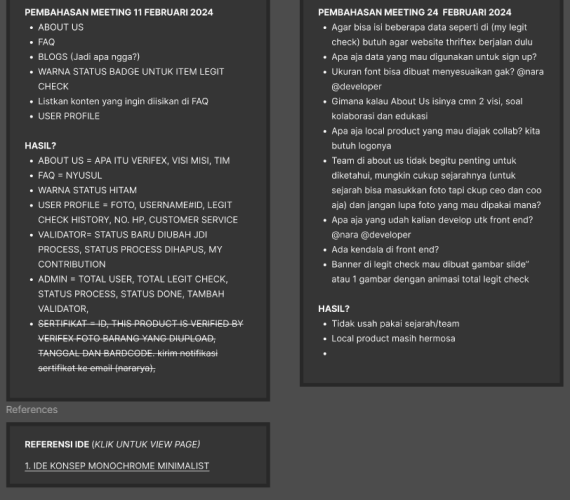 PEMBAHASAN MEETING 11 FEBRUARI 2024
• ABOUT US
• FAQ
• BLOGS (Jadi apa ngga?)
• WARNA STATUS BADGE UNTUK ITEM LEGIT
CHECK
• Listkan konten yang ingin diisikan di FAQ
• USER PROFILE
HASIL?
• ABOUT US = APA ITU VERIFEX, VISI MISI, TIM
• FAQ = NYUSUL
• WARNA STATUS HITAM
• USER PROFILE = FOTO, USERNAME#ID, LEGIT
CHECK HISTORY, NO. HP, CUSTOMER SERVICE
• VALIDATOR= STATUS BARU DIUBAH JDI
PROCESS, STATUS PROCESS DIHAPUS, MY
CONTRIBUTION
• ADMIN = TOTAL USER, TOTAL LEGIT CHECK,
STATUS PROCESS, STATUS DONE, TAMBAH
VALIDATOR,
• SERTIFIKAT = ID, THIS PRODUCT IS VERIFIED BY
VERIFEX FOTO BARANG YANG DIUPLOAD,
TANGGAL DAN BARDCODE. kirim notifikasi
sertifikat ke email (nararya),
References
REFERENSI IDE (KLIK UNTUK VIEW PAGE)
1. IDE KONSEP MONOCHROME MINIMALIST
PEMBAHASAN MEETING 24 FEBRUARI 2024
• Agar bisa isi beberapa data seperti di (my legit
check) butuh agar website thriftex berjalan dulu
• Apa aja data yang mau digunakan untuk sign up?
• Ukuran font bisa dibuat menyesuaikan gak? @nara
@developer
• Gimana kalau About Us isinya cmn 2 visi, soal
kolaborasi dan edukasi
• Apa aja local product yang mau diajak collab? kita
butuh logonya
• Team di about us tidak begitu penting untuk
diketahui, mungkin cukup sejarahnya (untuk
sejarah bisa masukkan foto tapi ckup ceo dan coo
aja) dan jangan lupa foto yang mau dipakai mana?
• Apa aja yang udah kalian develop utk front end?
@nara @developer
• Ada kendala di front end?
• Banner di legit check mau dibuat gambar slide"
atau 1 gambar dengan animasi total legit check
HASIL?
• Tidak usah pakai sejarah/team
• Local product masih hermosa
•